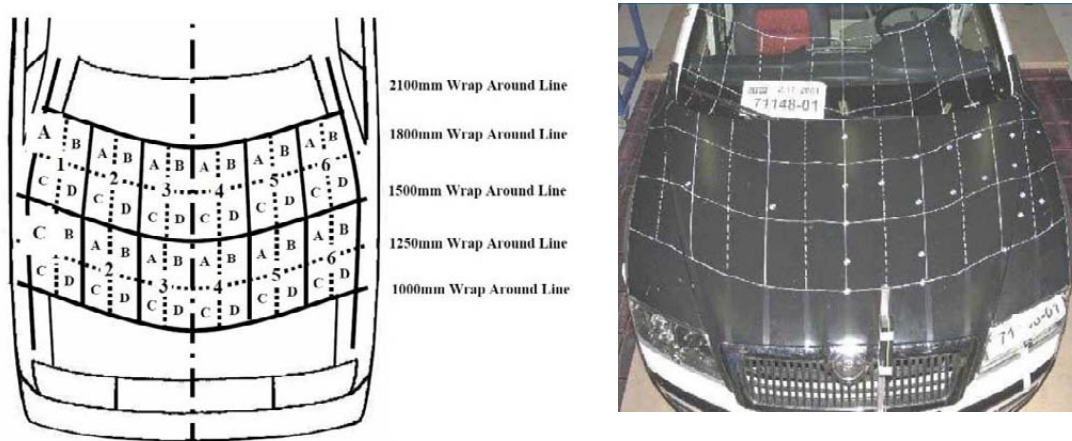 2100mm Wrap Around Line
1800mm Wrap Around Line
1500mm Wrap Around Line
1250mm Wrap Around Line
1000mm Wrap Around Line
A B A B A B A B A B A B
1 2 3 4 5 6
C D C D C D C D C D C D
C B A B A B A B A B A B
2 3 4 5 6
C D C D C D C D C D C D
71148-01